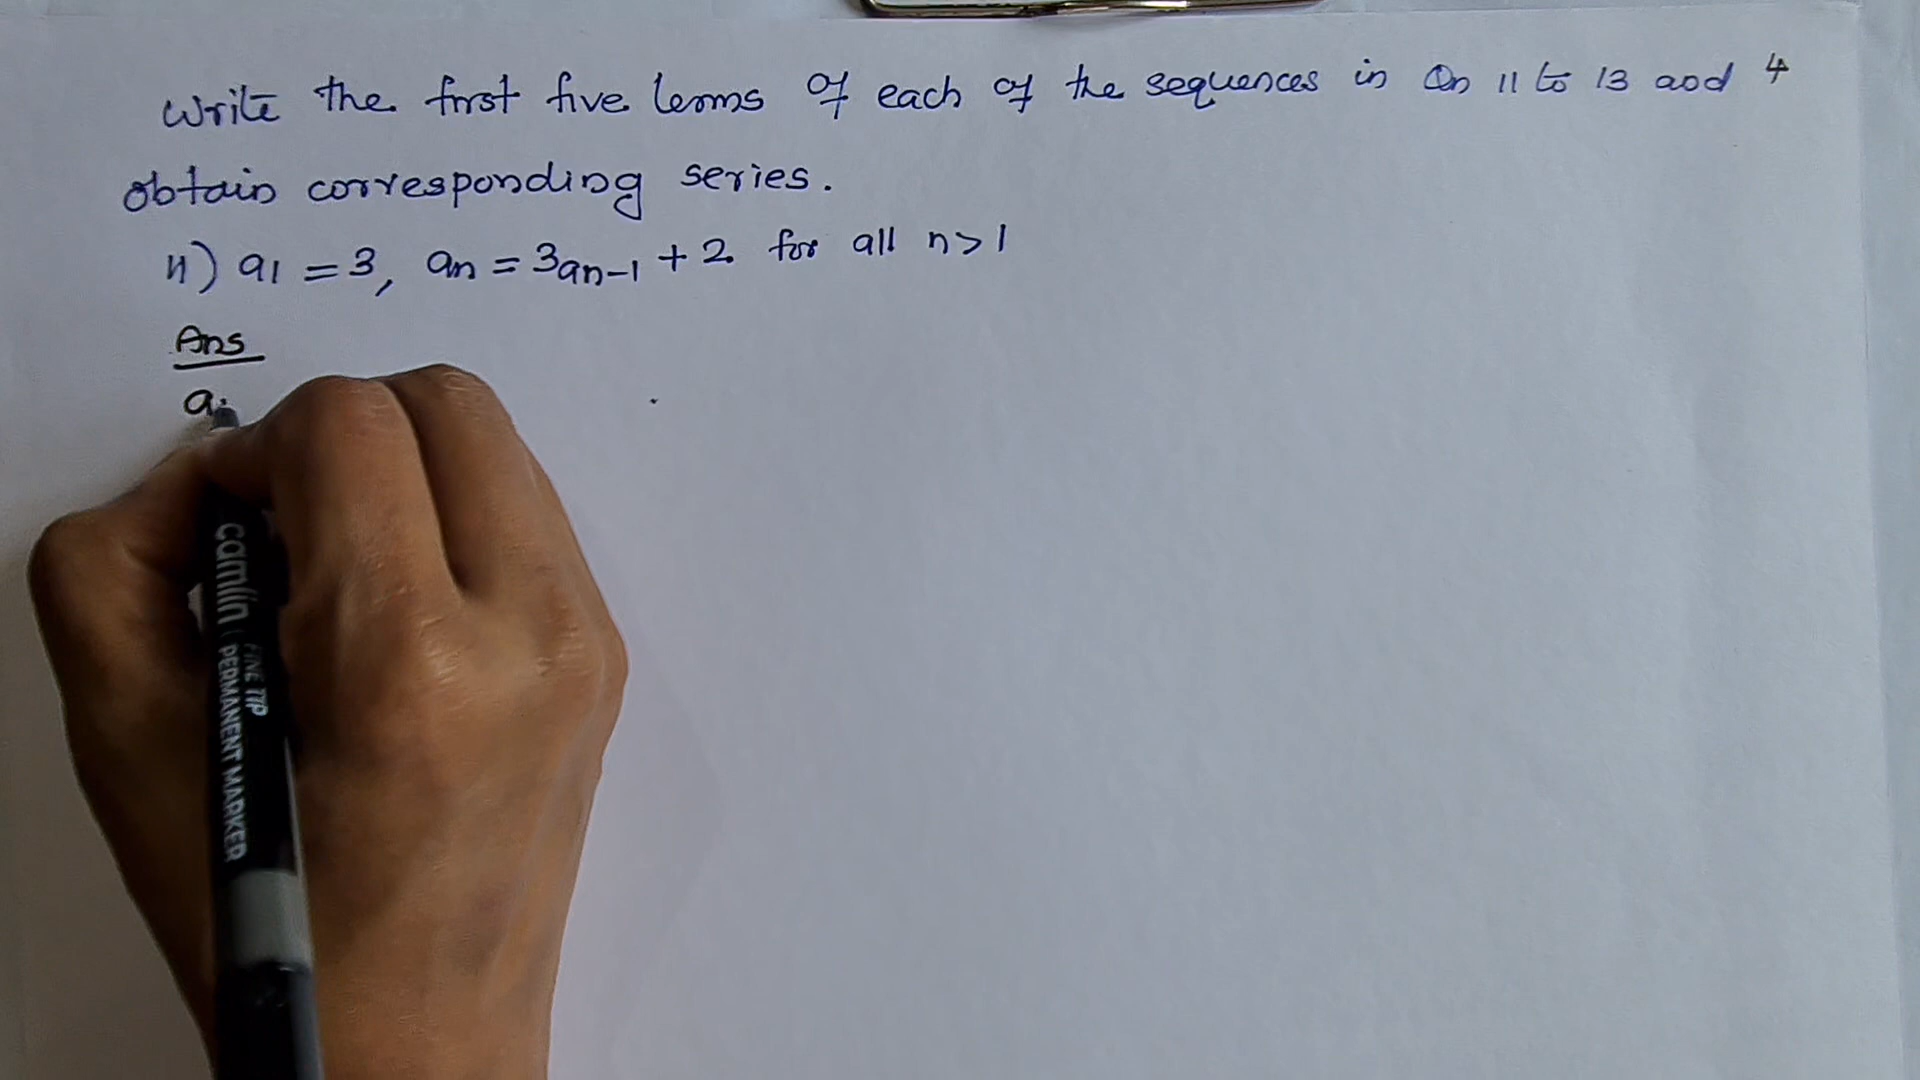 Write the first five terms of each of the sequences in Qn 11 to 13 and 4
obtain corresponding series.
11) a1 = 3, an = 3an-1 + 2 for all n > 1
Ans
a
camlin FINE TIP
PERMANENT MARKER